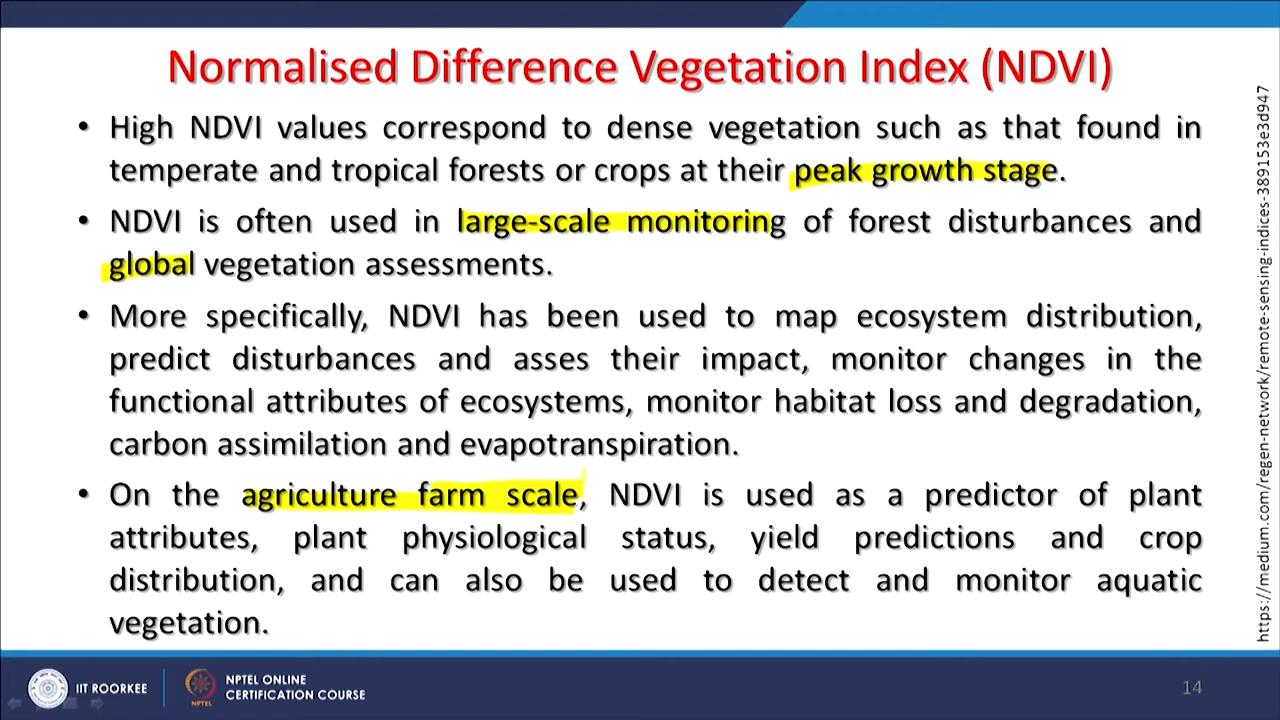 Normalised Difference Vegetation Index (NDVI)
• High NDVI values correspond to dense vegetation such as that found in
temperate and tropical forests or crops at their peak growth stage.
• NDVI is often used in large-scale monitoring of forest disturbances and
global vegetation assessments.
• More specifically, NDVI has been used to map ecosystem distribution,
predict disturbances and asses their impact, monitor changes in the
functional attributes of ecosystems, monitor habitat loss and degradation,
carbon assimilation and evapotranspiration.
• On the agriculture farm scale, NDVI is used as a predictor of plant
attributes, plant physiological status, yield predictions and crop
distribution, and can also be used to detect and monitor aquatic
vegetation.
https://medium.com/regen-network/remote-sensing-indices-389153e3d947
IIT ROORKEE
NPTEL
NPTEL ONLINE
CERTIFICATION COURSE
14